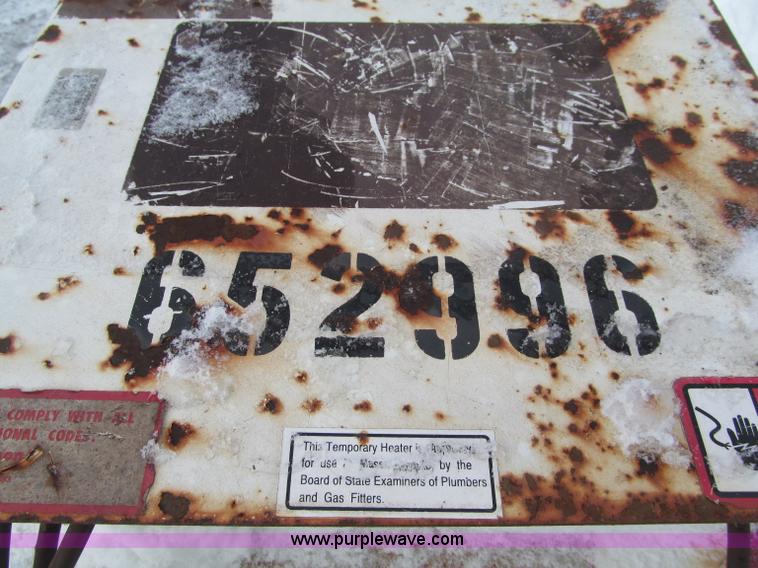 652996
COMPLY WITH ALL
IONAL CODES.
This Temporary Heater
for use by the
Board of State Examiners of Plumbers
and Gas Fitters.
www.purplewave.com